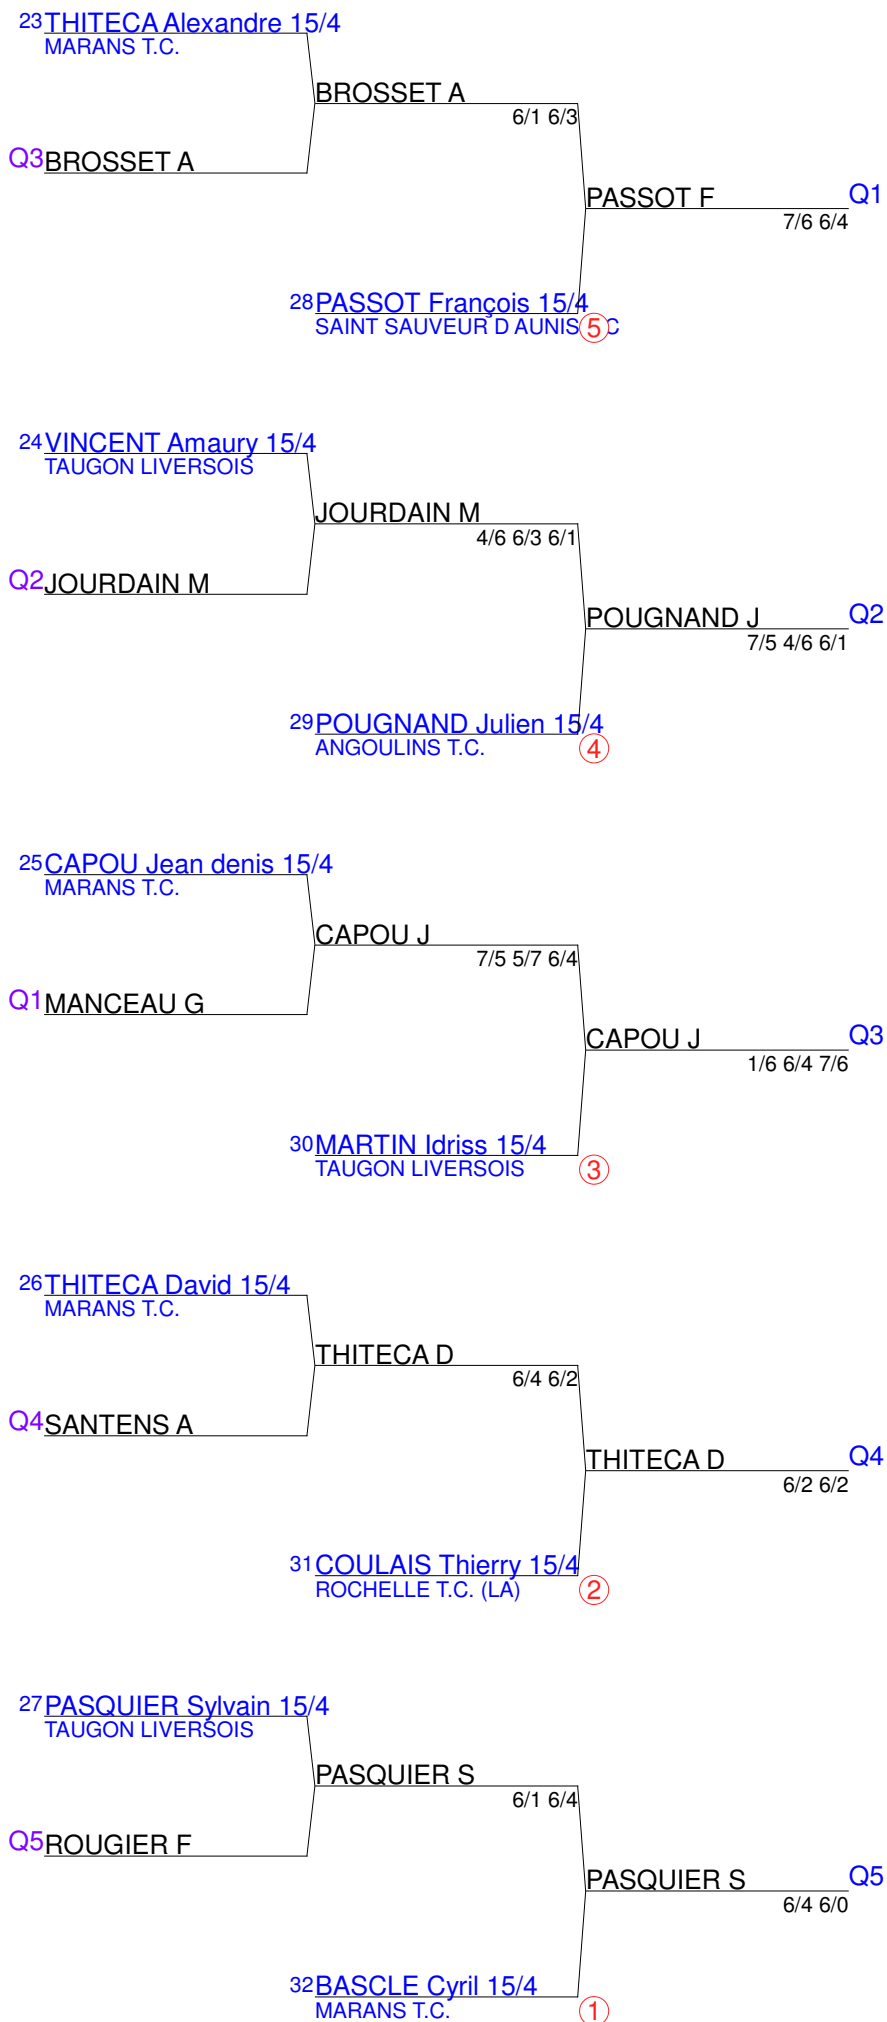 23 THITECA Alexandre 15/4
MARANS T.C.
BROSSET A
6/1 6/3
Q3 BROSSET A
PASSOT F Q1
7/6 6/4
28 PASSOT François 15/4
SAINT SAUVEUR D AUNIS C
5
24 VINCENT Amaury 15/4
TAUGON LIVERSOIS
JOURDAIN M
4/6 6/3 6/1
Q2 JOURDAIN M
POUGNAND J Q2
7/5 4/6 6/1
29 POUGNAND Julien 15/4
ANGOULINS T.C.
4
25 CAPOU Jean denis 15/4
MARANS T.C.
CAPOU J
7/5 5/7 6/4
Q1 MANCEAU G
CAPOU J Q3
1/6 6/4 7/6
30 MARTIN Idriss 15/4
TAUGON LIVERSOIS
3
26 THITECA David 15/4
MARANS T.C.
THITECA D
6/4 6/2
Q4 SANTENS A
THITECA D Q4
6/2 6/2
31 COULAIS Thierry 15/4
ROCHELLE T.C. (LA)
2
27 PASQUIER Sylvain 15/4
TAUGON LIVERSOIS
PASQUIER S
6/1 6/4
Q5 ROUGIER F
PASQUIER S Q5
6/4 6/0
32 BASCLE Cyril 15/4
MARANS T.C.
1